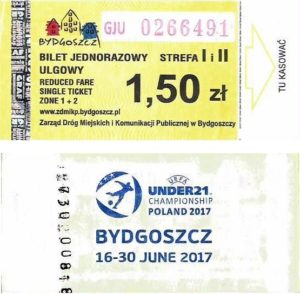 GJU 0266491
BYDGOSZCZ
BILET JEDNORAZOWY STREFA I i II
ULGOWY
REDUCED FARE
SINGLE TICKET
ZONE 1 + 2
1,50 zł
www.zdmikp.bydgoszcz.pl
Zarząd Dróg Miejskich i Komunikacji Publicznej w Bydgoszczy
TU KASOWAĆ
UEFA
UNDER21
CHAMPIONSHIP
POLAND 2017
BYDGOSZCZ
16-30 JUNE 2017